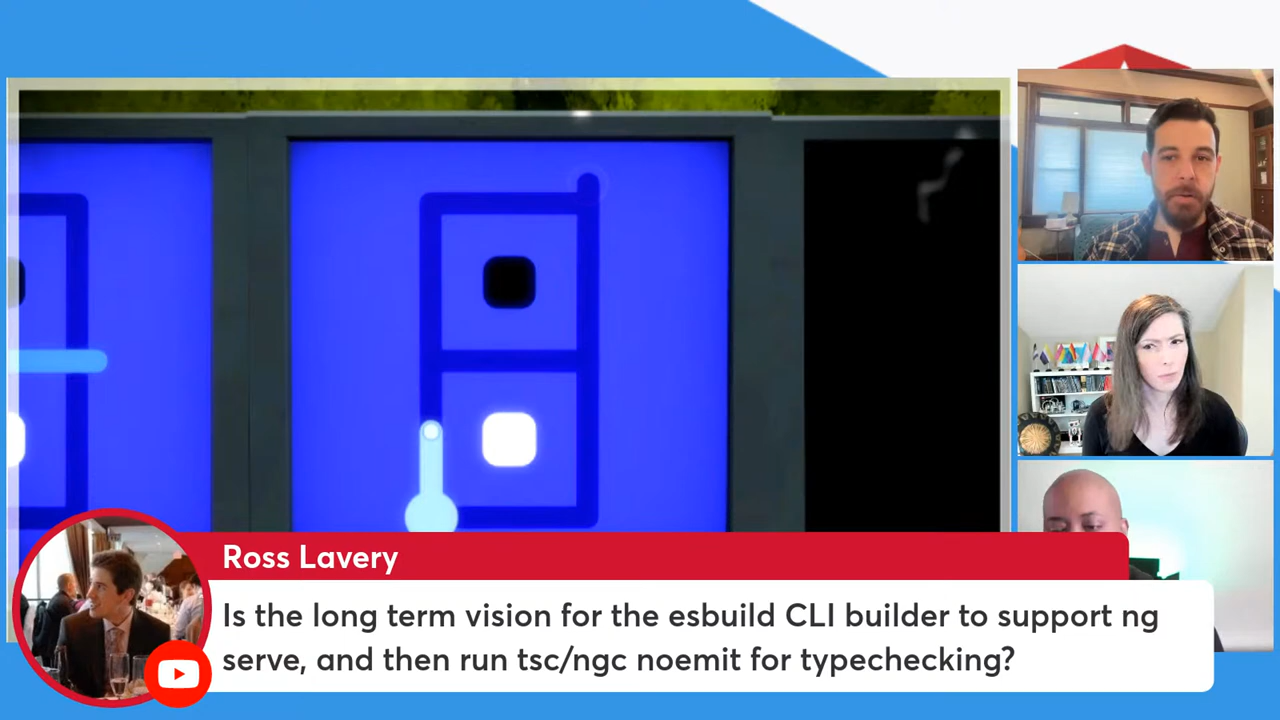 Ross Lavery
Is the long term vision for the esbuild CLI builder to support ng
serve, and then run tsc/ngc noemit for typechecking?